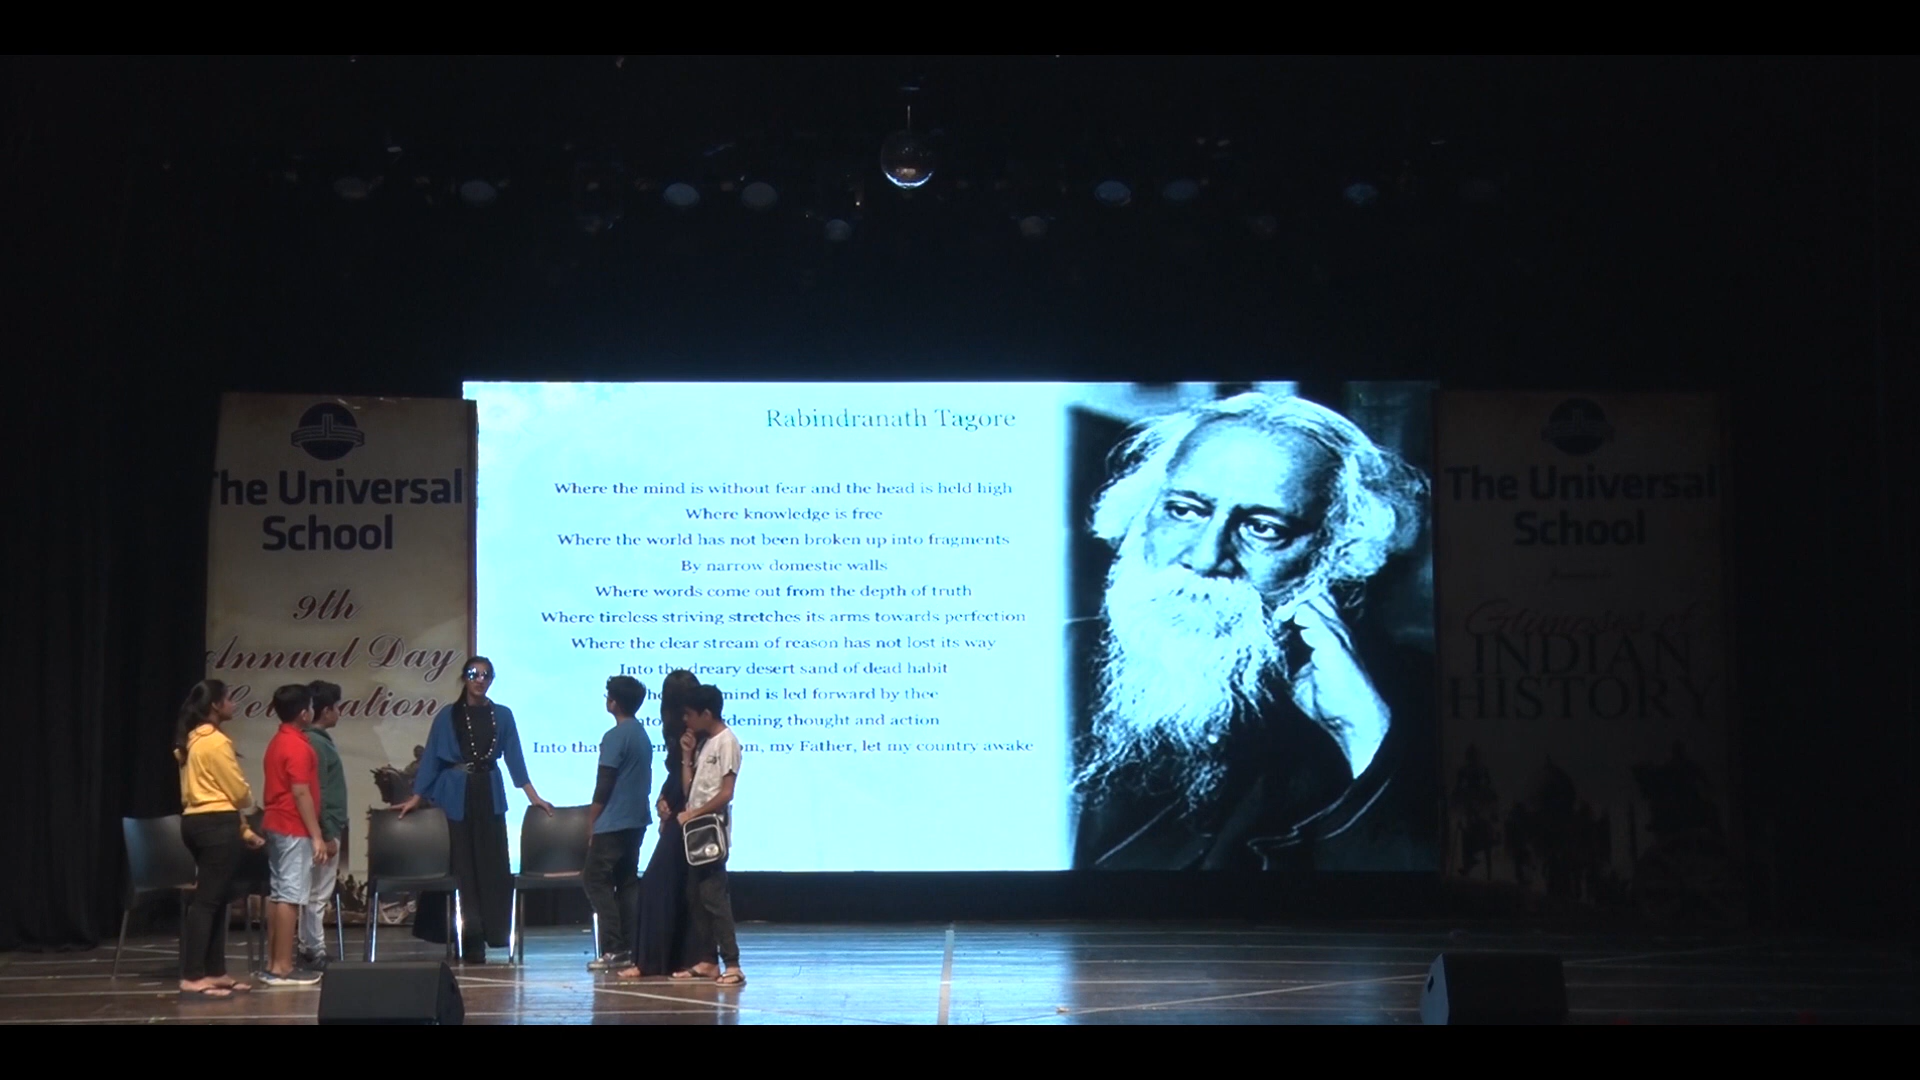 The Universal
School
9th
Annual Day
Celebration
Rabindranath Tagore
Where the mind is without fear and the head is held high
Where knowledge is free
Where the world has not been broken up into fragments
By narrow domestic walls
Where words come out from the depth of truth
Where tireless striving stretches its arms towards perfection
Where the clear stream of reason has not lost its way
Into the dreary desert sand of dead habit
mind is led forward by thee
thought and action
Into that my Father, let my country awake
The Universal
School
Glimpses of
INDIAN
HISTORY